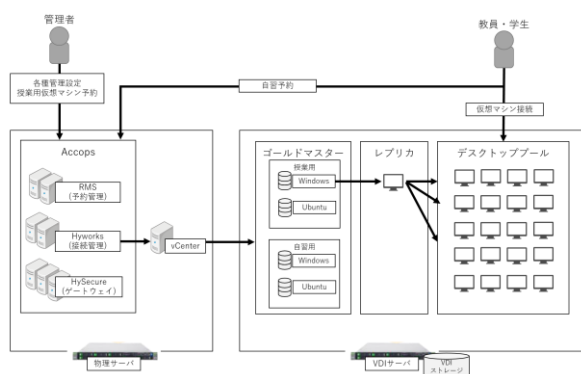 管理者
教員・学生
各種管理設定
授業用仮想マシン予約
自習予約
仮想マシン接続
Accops
RMS
(予約管理)
Hyworks
(接続管理)
HySecure
(ゲートウェイ)
vCenter
ゴールドマスター
授業用
Windows
Ubuntu
自習用
Windows
Ubuntu
レプリカ
デスクトッププール
物理サーバ
VDIサーバ
VDI
ストレージ